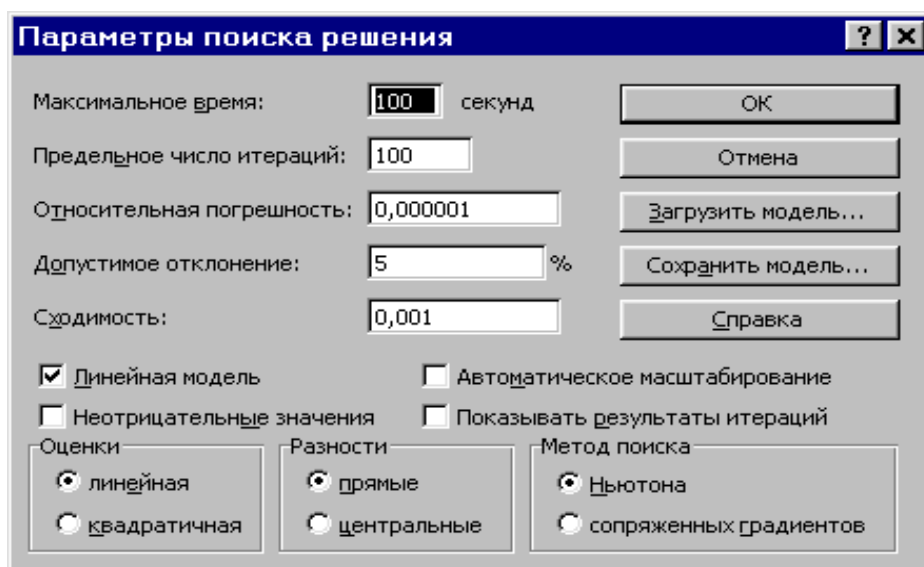 Параметры поиска решения
Максимальное время: 100 секунд
OK
Предельное число итераций: 100
Отмена
Относительная погрешность: 0,000001
Загрузить модель...
Допустимое отклонение: 5 %
Сохранить модель...
Сходимость: 0,001
Справка
Линейная модель
Автоматическое масштабирование
Неотрицательные значения
Показывать результаты итераций
Оценки
Разности
Метод поиска
линейная
прямые
Ньютона
квадратичная
центральные
сопряженных градиентов